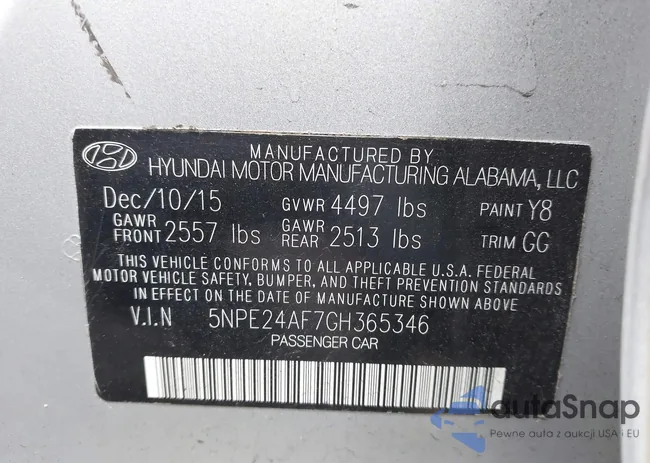 MANUFACTURED BY
HYUNDAI MOTOR MANUFACTURING ALABAMA, LLC
Dec/10/15 GVWR 4497 lbs PAINT Y8
GAWR FRONT 2557 lbs GAWR REAR 2513 lbs TRIM GG
THIS VEHICLE CONFORMS TO ALL APPLICABLE U.S.A. FEDERAL
MOTOR VEHICLE SAFETY, BUMPER, AND THEFT PREVENTION STANDARDS
IN EFFECT ON THE DATE OF MANUFACTURE SHOWN ABOVE
V.I.N 5NPE24AF7GH365346
PASSENGER CAR
autaSnap
Pewne auta z aukcji USA i EU